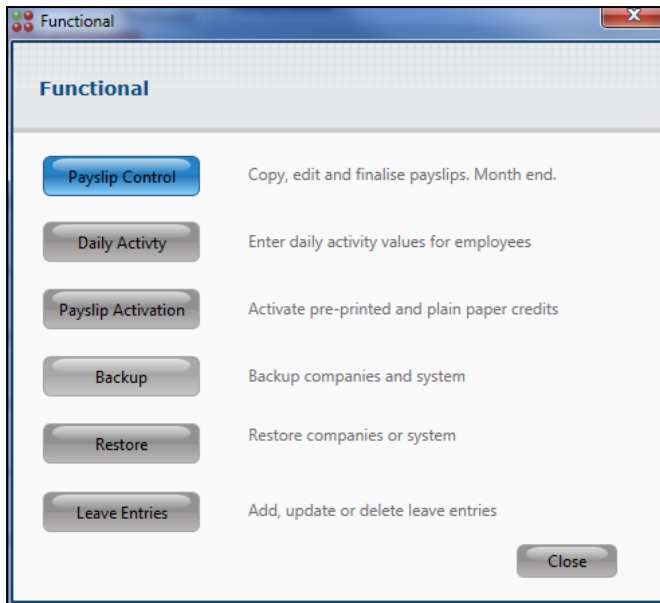 Functional
Functional
Payslip Control Copy, edit and finalise payslips. Month end.
Daily Activty Enter daily activity values for employees
Payslip Activation Activate pre-printed and plain paper credits
Backup Backup companies and system
Restore Restore companies or system
Leave Entries Add, update or delete leave entries
Close